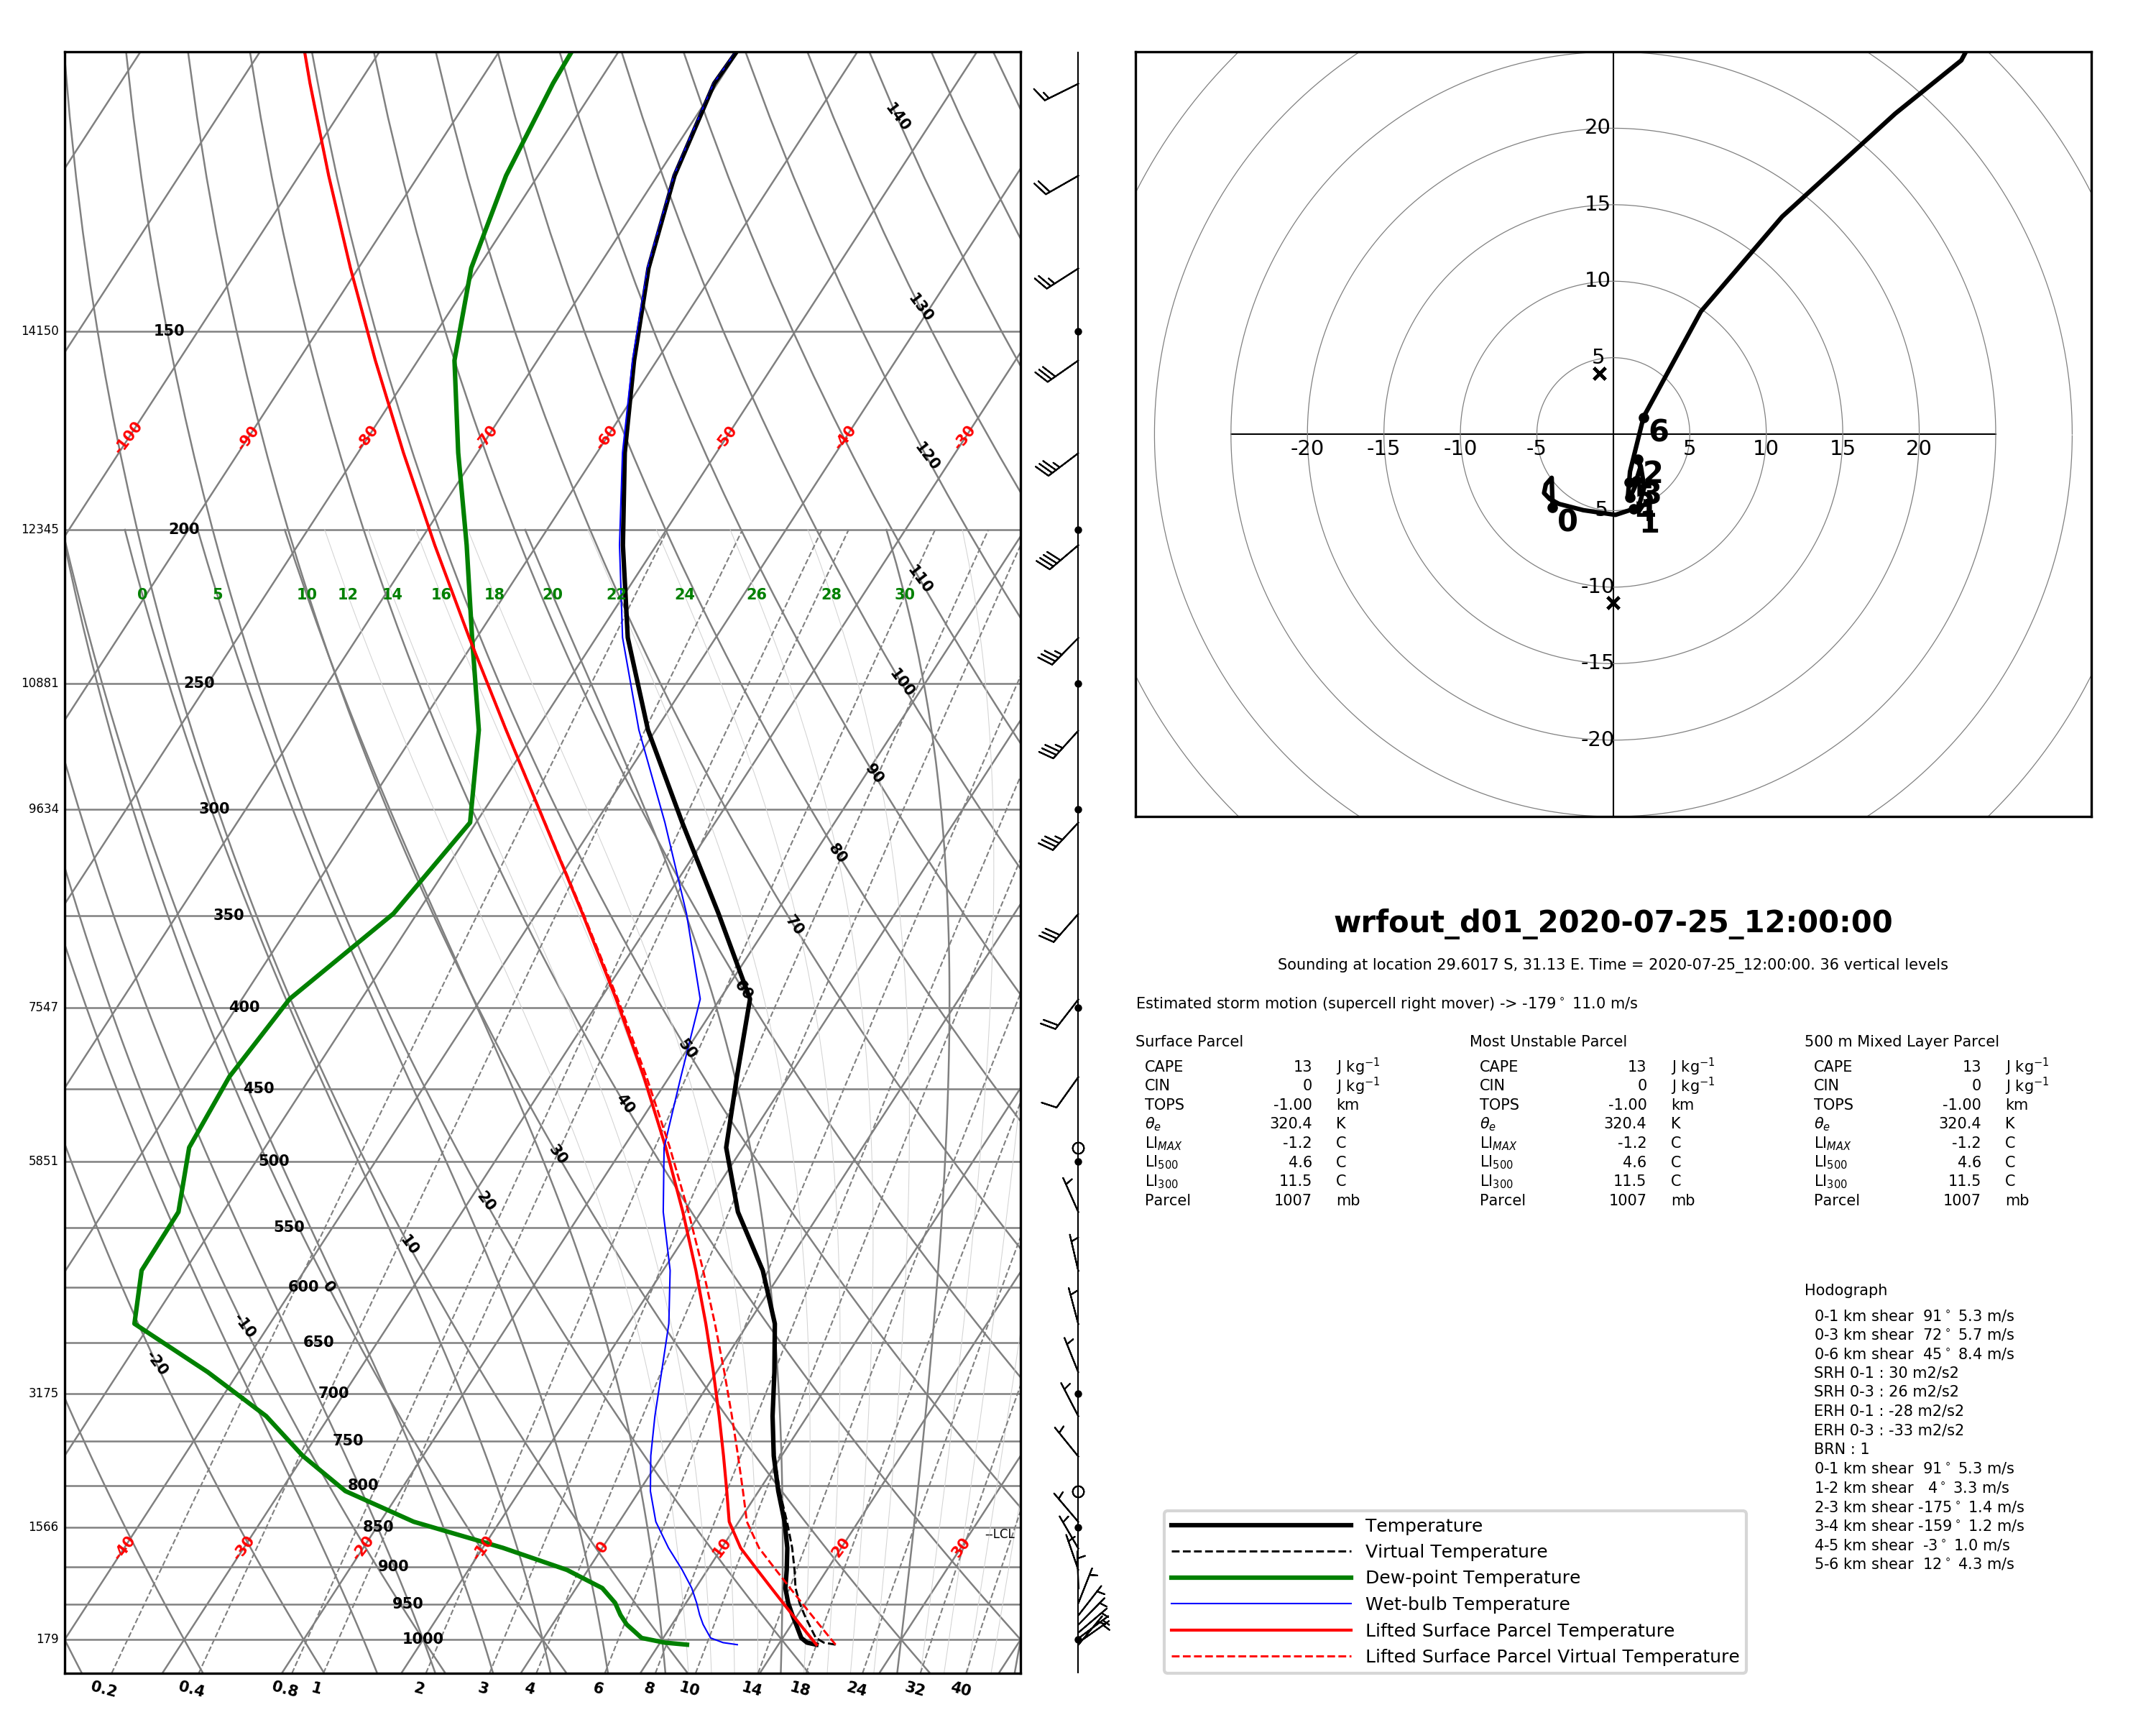 140
130
14150 150
-100 -90 -80 -70 -60 -50 -40 -30
120
12345 200
110
0 5 10 12 14 16 18 20 22 24 26 28 30
10881 250
100
90
9634 300
80
350
70
7547 400
60
50
450
40
5851 500
30
20
550
10
600 0
650
-10
-20
3175 700
750
800
1566 850
--LCL
-40 -30 -20 -10 0 10 20 30
900
950
179 1000
0.2 0.4 0.8 1 2 3 4 6 8 10 14 18 24 32 40
20
15
10
5
-20 -15 -10 -5 5 10 15 20
6
2
3
4
0 1
5
-10
-15
-20
wrfout_d01_2020-07-25_12:00:00
Sounding at location 29.6017 S, 31.13 E. Time = 2020-07-25_12:00:00. 36 vertical levels
Estimated storm motion (supercell right mover) -> -179° 11.0 m/s
Surface Parcel
CAPE 13 J kg⁻¹
CIN 0 J kg⁻¹
TOPS -1.00 km
θe 320.4 K
LIMAX -1.2 C
LI500 4.6 C
LI300 11.5 C
Parcel 1007 mb
Most Unstable Parcel
CAPE 13 J kg⁻¹
CIN 0 J kg⁻¹
TOPS -1.00 km
θe 320.4 K
LIMAX -1.2 C
LI500 4.6 C
LI300 11.5 C
Parcel 1007 mb
500 m Mixed Layer Parcel
CAPE 13 J kg⁻¹
CIN 0 J kg⁻¹
TOPS -1.00 km
θe 320.4 K
LIMAX -1.2 C
LI500 4.6 C
LI300 11.5 C
Parcel 1007 mb
Hodograph
0-1 km shear 91° 5.3 m/s
0-3 km shear 72° 5.7 m/s
0-6 km shear 45° 8.4 m/s
SRH 0-1 : 30 m2/s2
SRH 0-3 : 26 m2/s2
ERH 0-1 : -28 m2/s2
ERH 0-3 : -33 m2/s2
BRN : 1
0-1 km shear 91° 5.3 m/s
1-2 km shear 4° 3.3 m/s
2-3 km shear -175° 1.4 m/s
3-4 km shear -159° 1.2 m/s
4-5 km shear -3° 1.0 m/s
5-6 km shear 12° 4.3 m/s
Temperature
Virtual Temperature
Dew-point Temperature
Wet-bulb Temperature
Lifted Surface Parcel Temperature
Lifted Surface Parcel Virtual Temperature